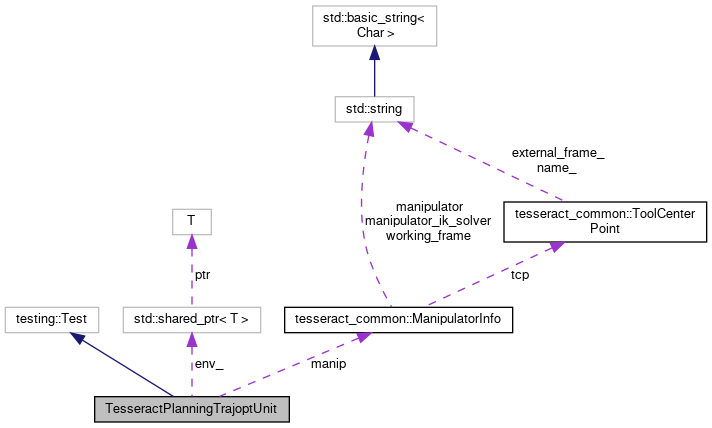 std::basic_string<
Char >
std::string
external_frame_
name_
manipulator
manipulator_ik_solver
working_frame
tesseract_common::ToolCenter
Point
T
ptr
tcp
testing::Test
std::shared_ptr< T >
tesseract_common::ManipulatorInfo
env_
manip
TesseractPlanningTrajoptUnit